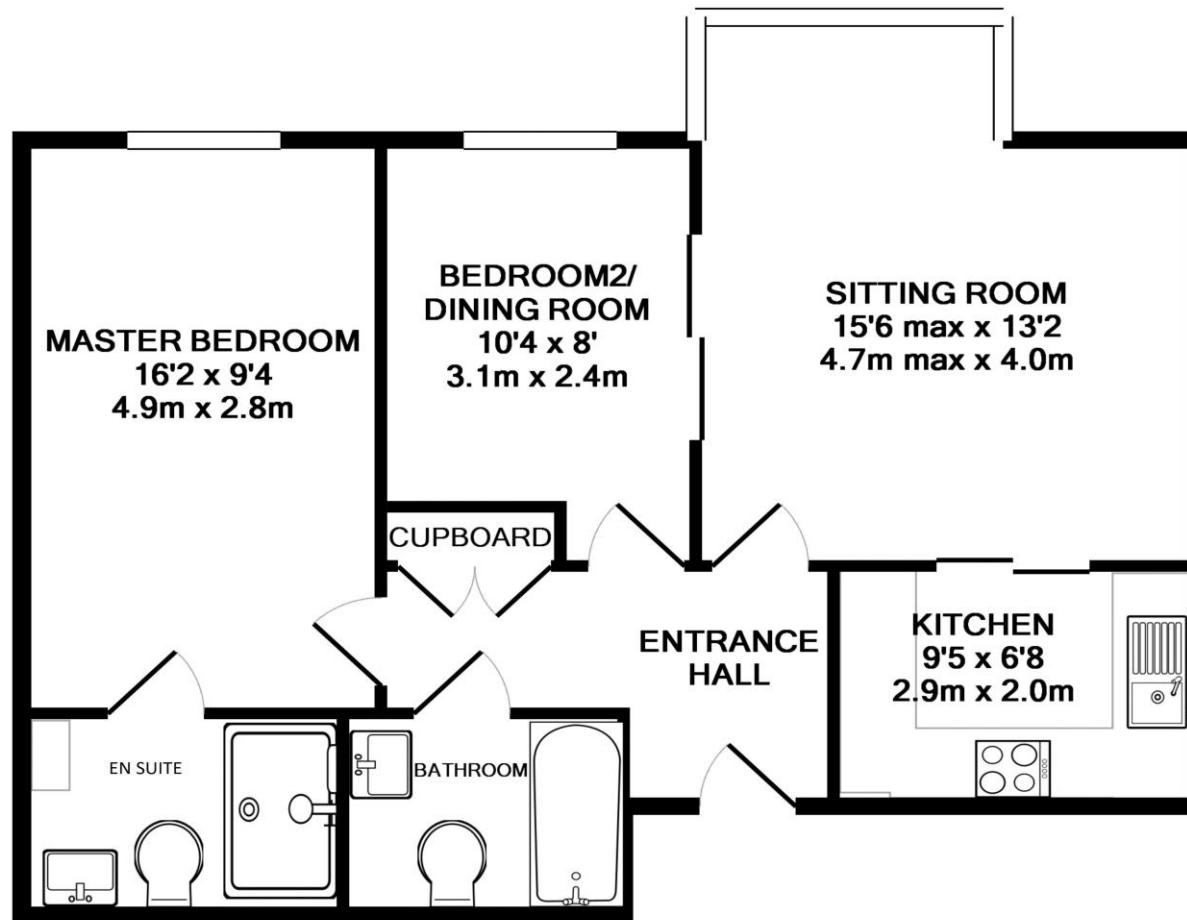 MASTER BEDROOM
16'2 x 9'4
4.9m x 2.8m
BEDROOM2/
DINING ROOM
10'4 x 8'
3.1m x 2.4m
SITTING ROOM
15'6 max x 13'2
4.7m max x 4.0m
CUPBOARD
ENTRANCE
HALL
KITCHEN
9'5 x 6'8
2.9m x 2.0m
EN SUITE
BATHROOM